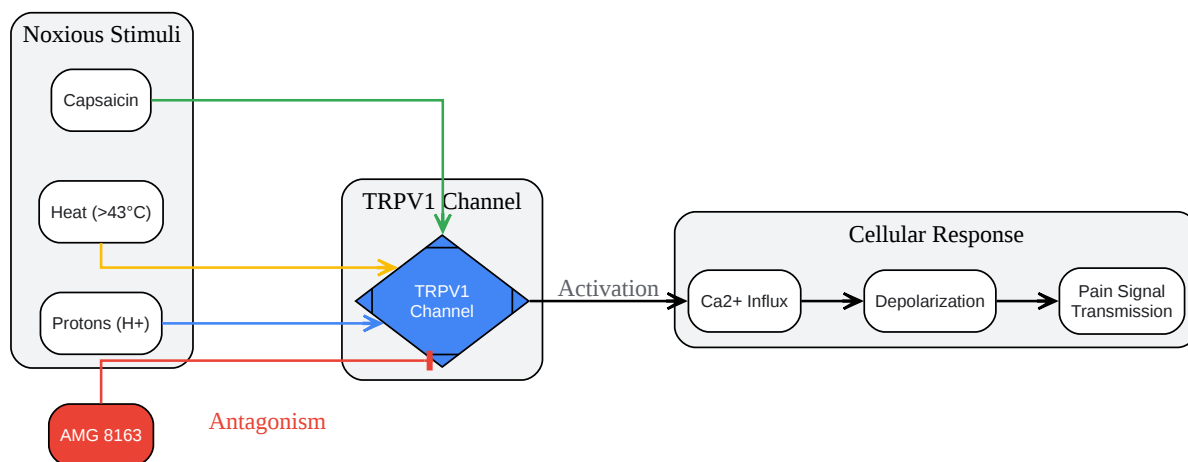 Noxious Stimuli
Capsaicin
Heat (>43°C)
Protons (H+)
AMG 8163
Antagonism
TRPV1 Channel
TRPV1
Channel
Activation
Cellular Response
Ca2+ Influx
Depolarization
Pain Signal
Transmission